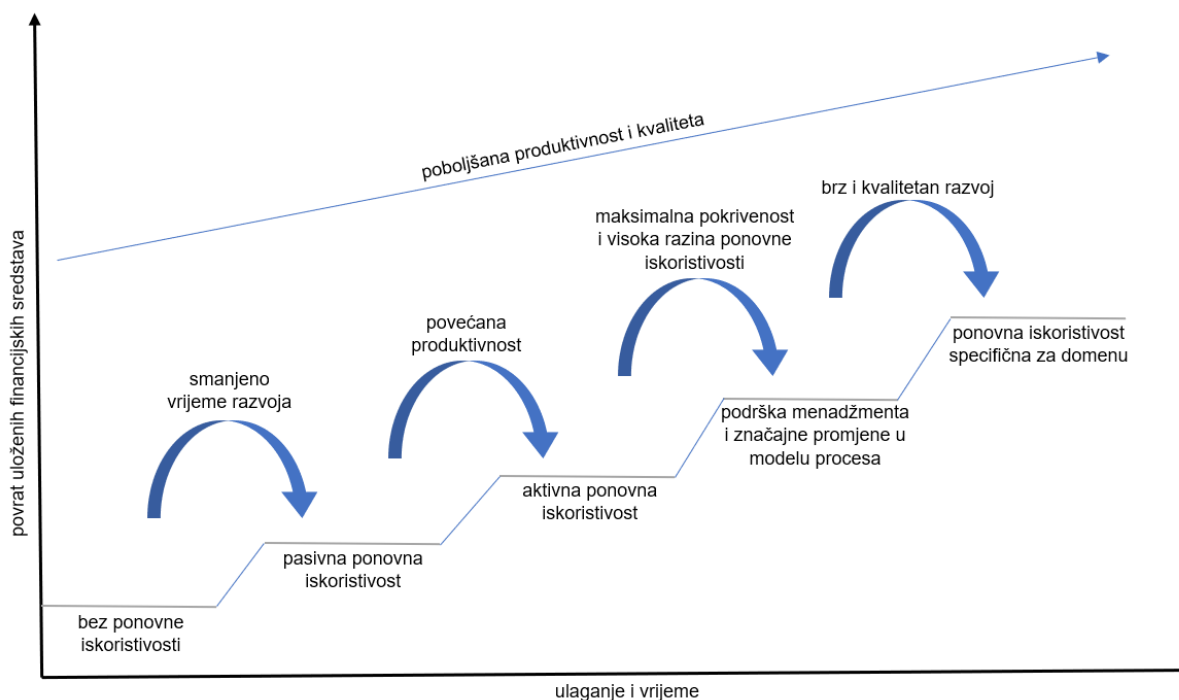 poboljšana produktivnost i kvaliteta
brz i kvalitetan razvoj
maksimalna pokrivenost
i visoka razina ponovne
iskoristivosti
povećana
produktivnost
smanjeno
vrijeme razvoja
povrat uloženih financijskih sredstava
ponovna iskoristivost
specifična za domenu
podrška menadžmenta
i značajne promjene u
modelu procesa
aktivna ponovna
iskoristivost
pasivna ponovna
iskoristivost
bez ponovne
iskoristivosti
ulaganje i vrijeme